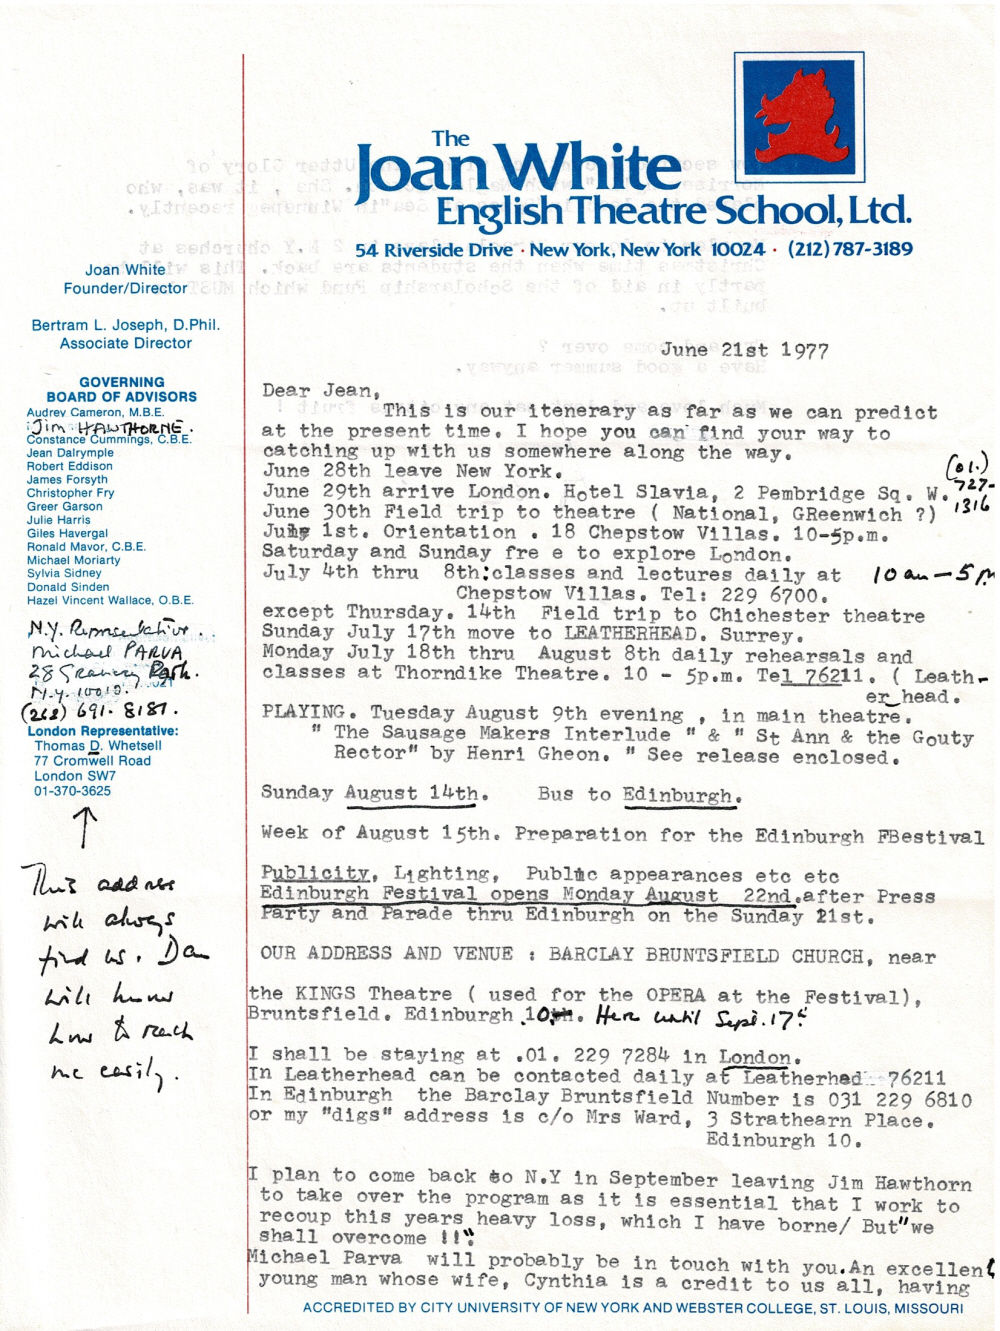 The
Joan White
English Theatre School, Ltd.
54 Riverside Drive · New York, New York 10024 · (212) 787-3189
Joan White
Founder/Director
Bertram L. Joseph, D.Phil.
Associate Director
GOVERNING
BOARD OF ADVISORS
Audrey Cameron, M.B.E.
Jim HAWTHORNE.
Constance Cummings, C.B.E.
Jean Dalrymple
Robert Eddison
James Forsyth
Christopher Fry
Greer Garson
Julie Harris
Giles Havergal
Ronald Mavor, C.B.E.
Michael Moriarty
Sylvia Sidney
Donald Sinden
Hazel Vincent Wallace, O.B.E.
N.Y. Representative..
Michael PARVA
28 Gramercy Park.
N.Y. 10010.
691-8187.
London Representative:
Thomas D. Whetsell
77 Cromwell Road
London SW7
01-370-3625
This address
will always
find us. Dan
will know
how to reach
me easily.
June 21st 1977
Dear Jean,
This is our itenerary as far as we can predict
at the present time. I hope you can find your way to
catching up with us somewhere along the way.
June 28th leave New York.
June 29th arrive London. Hotel Slavia, 2 Pembridge Sq. W. (01.) 727-1316
June 30th Field trip to theatre ( National, GReenwich ?)
July 1st. Orientation . 18 Chepstow Villas. 10-5p.m.
Saturday and Sunday fre e to explore London.
July 4th thru 8th:classes and lectures daily at 10 am - 5 pm
Chepstow Villas. Tel: 229 6700.
except Thursday. 14th Field trip to Chichester theatre
Sunday July 17th move to LEATHERHEAD. Surrey.
Monday July 18th thru August 8th daily rehearsals and
classes at Thorndike Theatre. 10 - 5p.m. Tel 76211. ( Leath-
er_head.
PLAYING. Tuesday August 9th evening , in main theatre.
" The Sausage Makers Interlude " & " St Ann & the Gouty
Rector" by Henri Gheon. " See release enclosed.
Sunday August 14th. Bus to Edinburgh.
Week of August 15th. Preparation for the Edinburgh FBestival
Publicity, Lighting, Public appearances etc etc
Edinburgh Festival opens Monday August 22nd.after Press
Party and Parade thru Edinburgh on the Sunday 21st.
OUR ADDRESS AND VENUE : BARCLAY BRUNTSFIELD CHURCH, near
the KINGS Theatre ( used for the OPERA at the Festival),
Bruntsfield. Edinburgh 10. Here until Sept. 17th
I shall be staying at .01. 229 7284 in London.
In Leatherhead can be contacted daily at Leatherhead 76211
In Edinburgh the Barclay Bruntsfield Number is 031 229 6810
or my "digs" address is c/o Mrs Ward, 3 Strathearn Place.
Edinburgh 10.
I plan to come back to N.Y in September leaving Jim Hawthorn
to take over the program as it is essential that I work to
recoup this years heavy loss, which I have borne/ But"we
shall overcome !!"
Michael Parva will probably be in touch with you.An excellent
young man whose wife, Cynthia is a credit to us all, having
ACCREDITED BY CITY UNIVERSITY OF NEW YORK AND WEBSTER COLLEGE, ST. LOUIS, MISSOURI